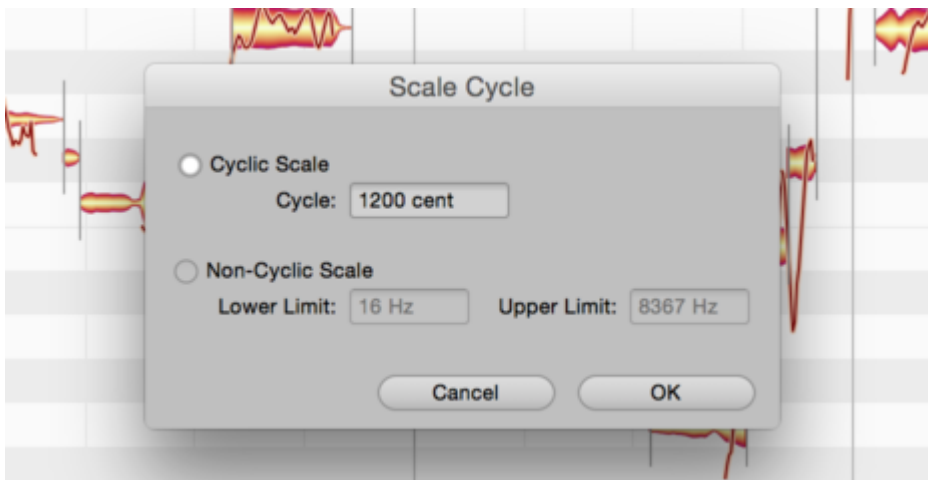 Scale Cycle
Cyclic Scale
Cycle: 1200 cent
Non-Cyclic Scale
Lower Limit: 16 Hz Upper Limit: 8367 Hz
Cancel OK